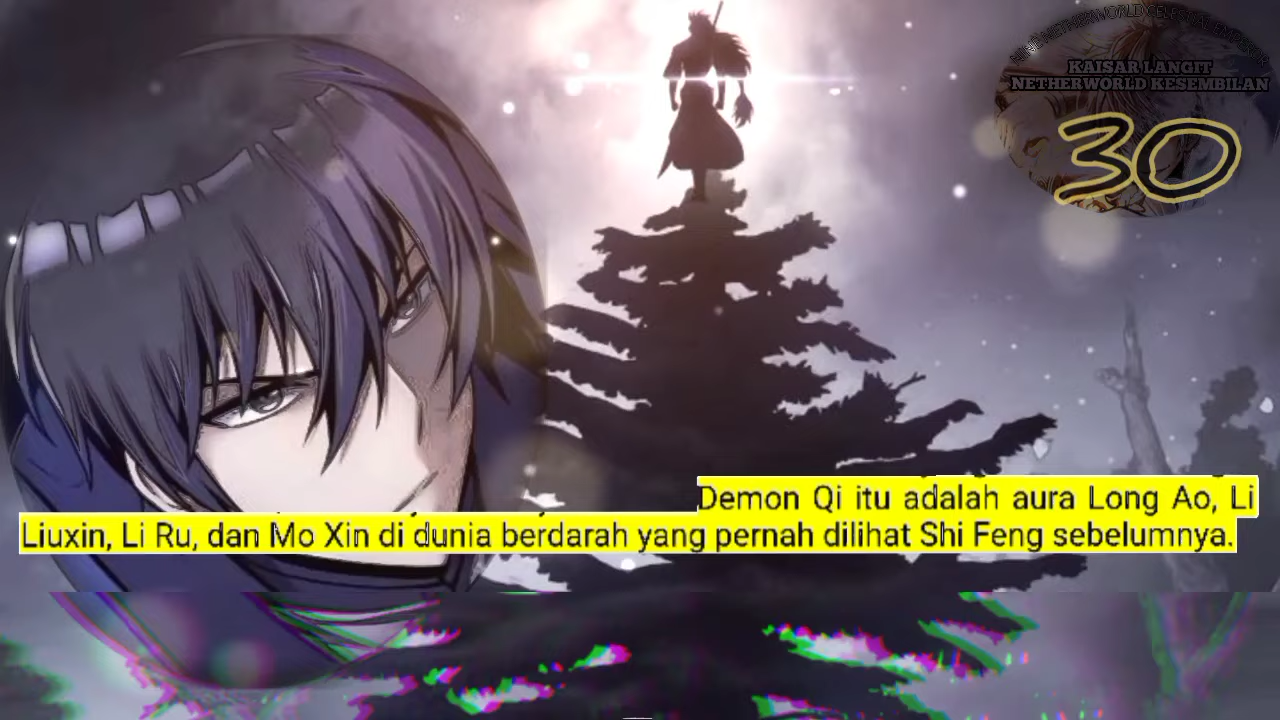 KAISAR LANGIT
NETHERWORLD KESEMBILAN
30
Demon Qi itu adalah aura Long Ao, Li
Liuxin, Li Ru, dan Mo Xin di dunia berdarah yang pernah dilihat Shi Feng sebelumnya.